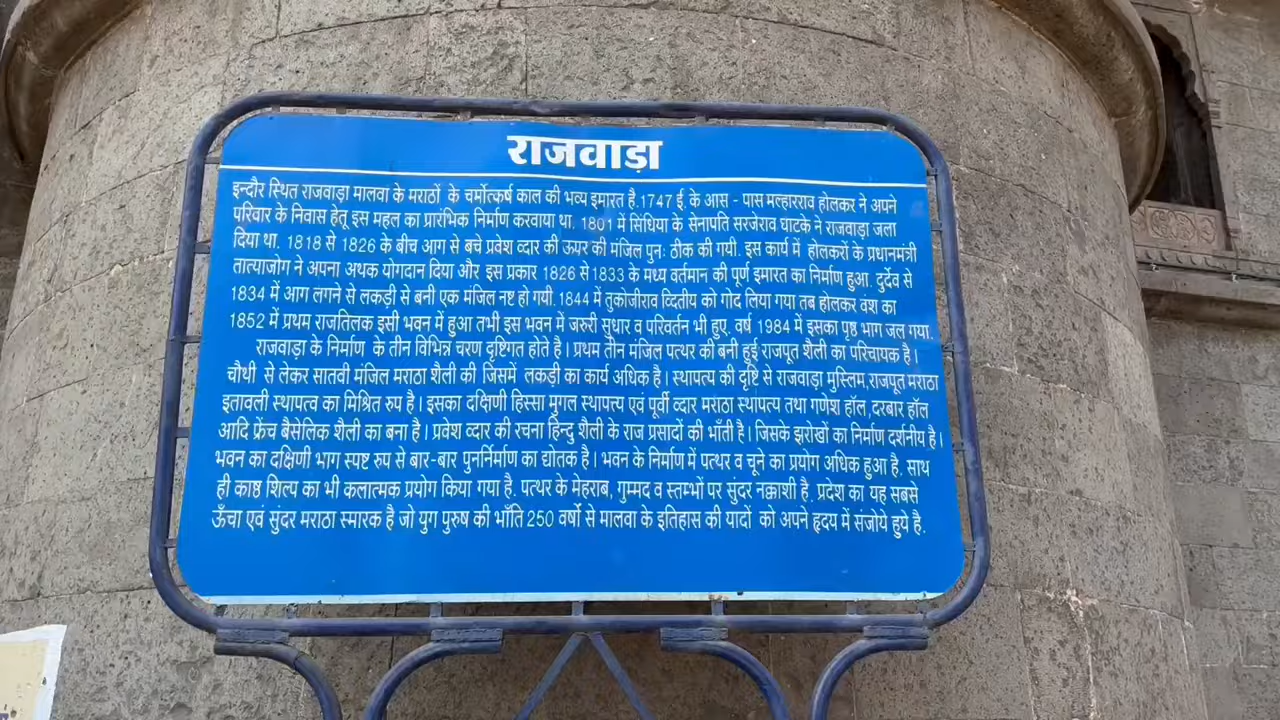 राजवाड़ा
इन्दौर स्थित राजवाड़ा मालवा के मराठों के चर्मोत्कर्ष काल की भव्य इमारत है.1747 ई. के आस - पास मल्हारराव होलकर ने अपने
परिवार के निवास हेतू इस महल का प्रारंभिक निर्माण करवाया था. 1801 में सिंधिया के सेनापति सरजेराव घाटके ने राजवाड़ा जला
दिया था. 1818 से 1826 के बीच आग से बचे प्रवेश व्दार की ऊपर की मंजिल पुनः ठीक की गयी. इस कार्य में होलकरों के प्रधानमंत्री
तात्याजोग ने अपना अथक योगदान दिया और इस प्रकार 1826 से 1833 के मध्य वर्तमान की पूर्ण इमारत का निर्माण हुआ. दुर्देव से
1834 में आग लगने से लकड़ी से बनी एक मंजिल नष्ट हो गयी. 1844 में तुकोजीराव व्दितीय को गोद लिया गया तब होलकर वंश का
1852 में प्रथम राजतिलक इसी भवन में हुआ तभी इस भवन में जरुरी सुधार व परिवर्तन भी हुए. वर्ष 1984 में इसका पृष्ठ भाग जल गया.
राजवाड़ा के निर्माण के तीन विभिन्न चरण दृष्टिगत होते है। प्रथम तीन मंजिल पत्थर की बनी हुई राजपूत शैली का परिचायक है।
चौथी से लेकर सातवी मंजिल मराठा शैली की जिसमें लकड़ी का कार्य अधिक है। स्थापत्य की दृष्टि से राजवाड़ा मुस्लिम,राजपूत मराठा
इतावली स्थापत्व का मिश्रित रुप है। इसका दक्षिणी हिस्सा मुगल स्थापत्त्य एवं पूर्वी व्दार मराठा स्थापत्य तथा गणेश हॉल,दरबार हॉल
आदि फ्रेंच बैसेलिक शैली का बना है। प्रवेश व्दार की रचना हिन्दु शैली के राज प्रसादों की भाँती है। जिसके झरोखों का निर्माण दर्शनीय है।
भवन का दक्षिणी भाग स्पष्ट रुप से बार-बार पुनर्निर्माण का द्योतक है। भवन के निर्माण में पत्थर व चूने का प्रयोग अधिक हुआ है. साथ
ही काष्ठ शिल्प का भी कलात्मक प्रयोग किया गया है. पत्थर के मेहराब, गुम्मद व स्तम्भों पर सुंदर नक्काशी है. प्रदेश का यह सबसे
ऊँचा एवं सुंदर मराठा स्मारक है जो युग पुरुष की भाँति 250 वर्षो से मालवा के इतिहास की यादों को अपने हृदय में संजोये हुये है.